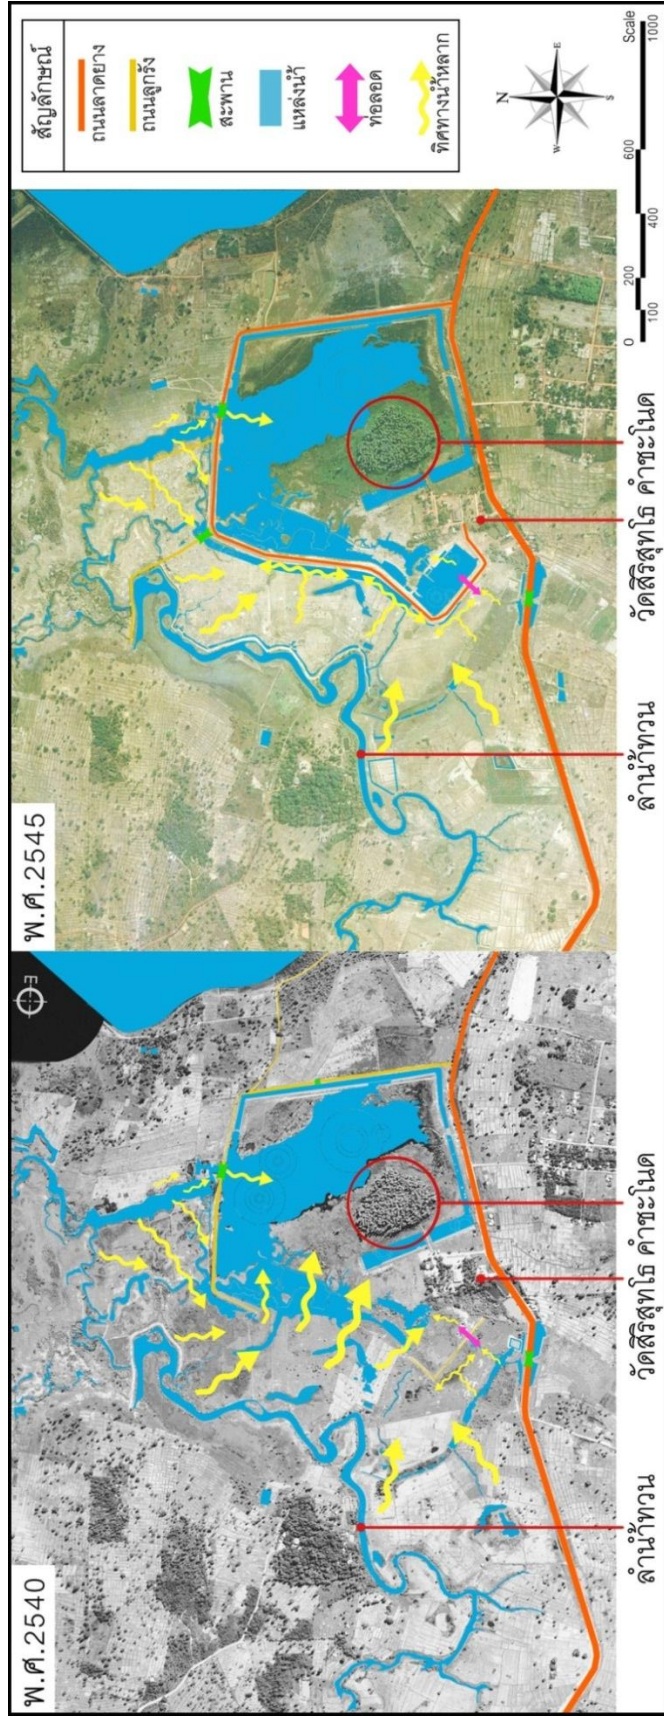 พ.ศ.2540
ลำน้ำทวน
วัดสิริสุทโธ คำชะโนด
พ.ศ.2545
ลำน้ำทวน
วัดสิริสุทโธ คำชะโนด
สัญลักษณ์
ถนนลาดยาง
ถนนลูกรัง
สะพาน
แหล่งน้ำ
ท่อลอด
ทิศทางน้ำหลาก
N
E
S
W
Scale
0 100 200 400 600 1000
E